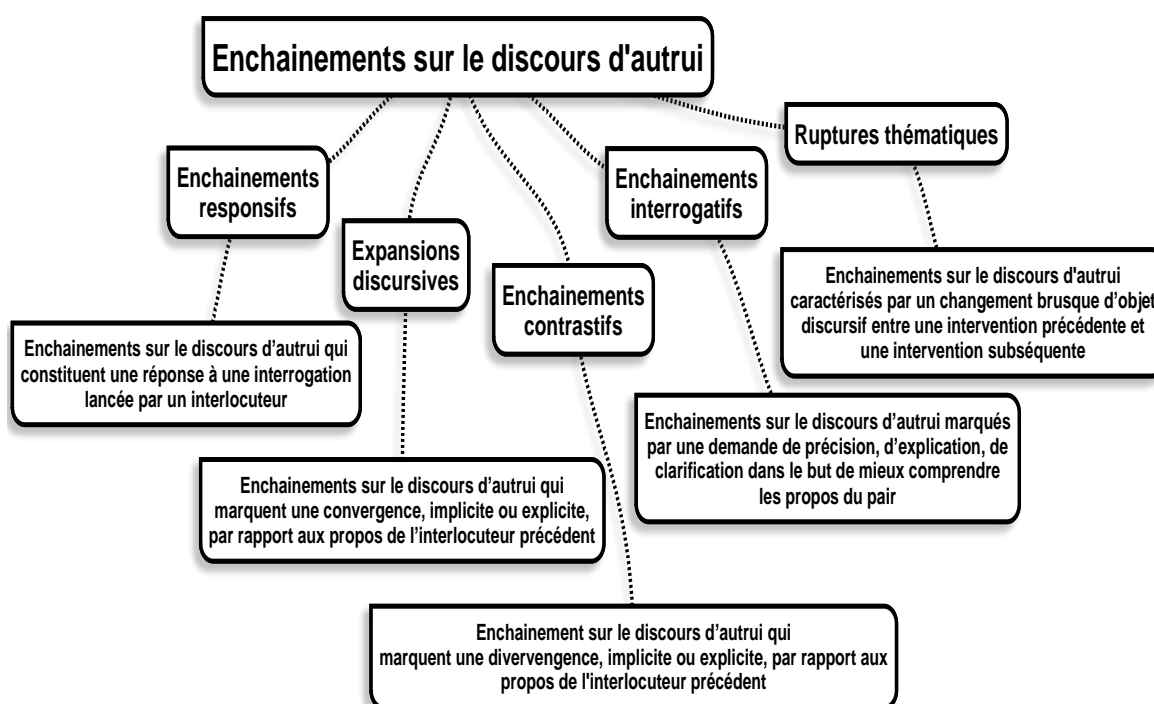 Enchainements sur le discours d'autrui
Ruptures thématiques
Enchainements
responsifs
Enchainements
interrogatifs
Expansions
discursives
Enchainements
contrastifs
Enchainements sur le discours d'autrui
caractérisés par un changement brusque d’objet
discursif entre une intervention précédente et
une intervention subséquente
Enchainements sur le discours d’autrui qui
constituent une réponse à une interrogation
lancée par un interlocuteur
Enchainements sur le discours d’autrui marqués
par une demande de précision, d’explication, de
clarification dans le but de mieux comprendre
les propos du pair
Enchainements sur le discours d’autrui qui
marquent une convergence, implicite ou explicite,
par rapport aux propos de l’interlocuteur précédent
Enchainement sur le discours d’autrui qui
marquent une divervengence, implicite ou explicite, par rapport aux
propos de l'interlocuteur précédent